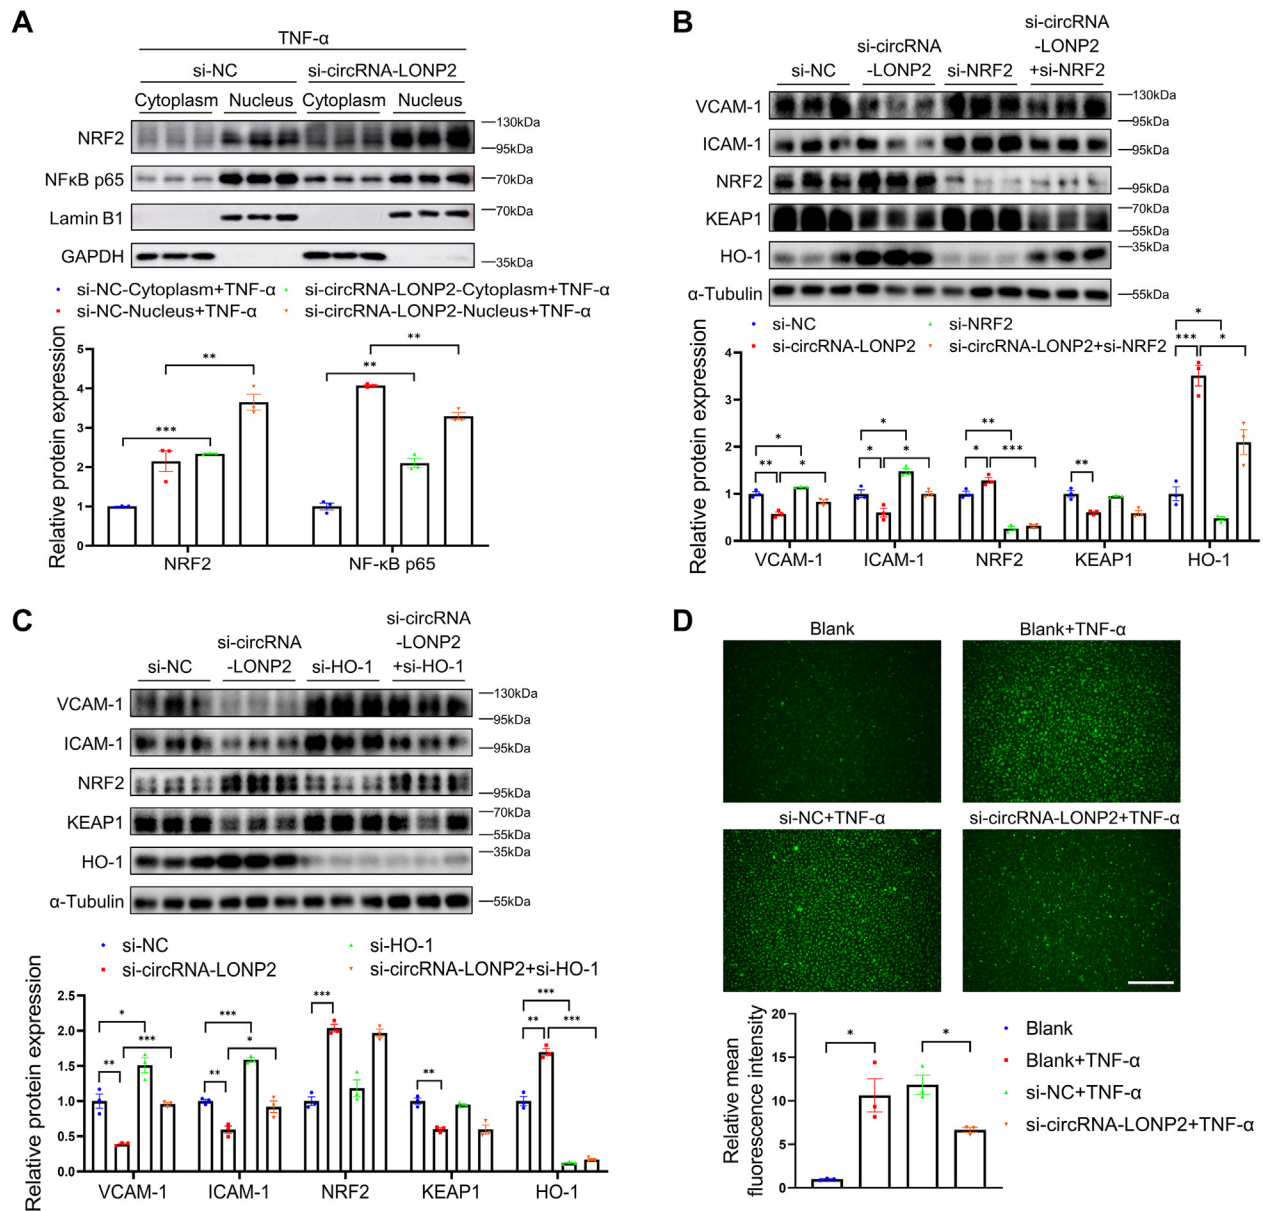 A
TNF-α
si-NC si-circRNA-LONP2
Cytoplasm Nucleus Cytoplasm Nucleus
NRF2
130kDa
95kDa
NFκB p65
70kDa
Lamin B1
70kDa
GAPDH
35kDa
si-NC-Cytoplasm+TNF-α
si-circRNA-LONP2-Cytoplasm+TNF-α
si-NC-Nucleus+TNF-α
si-circRNA-LONP2-Nucleus+TNF-α
Relative protein expression
5
4
3
2
1
0
***
**
**
**
NRF2
NF-κB p65
B
si-NC
si-circRNA
-LONP2
si-NRF2
si-circRNA
-LONP2
+si-NRF2
VCAM-1
130kDa
95kDa
ICAM-1
95kDa
NRF2
95kDa
KEAP1
70kDa
55kDa
HO-1
35kDa
α-Tubulin
55kDa
si-NC
si-NRF2
si-circRNA-LONP2
si-circRNA-LONP2+si-NRF2
Relative protein expression
4
3
2
1
0
*
**
*
*
*
*
**
*
***
**
*
***
*
VCAM-1
ICAM-1
NRF2
KEAP1
HO-1
C
si-NC
si-circRNA
-LONP2
si-HO-1
si-circRNA
-LONP2
+si-HO-1
VCAM-1
130kDa
95kDa
ICAM-1
95kDa
NRF2
95kDa
KEAP1
70kDa
55kDa
HO-1
35kDa
α-Tubulin
55kDa
si-NC
si-HO-1
si-circRNA-LONP2
si-circRNA-LONP2+si-HO-1
Relative protein expression
2.5
2.0
1.5
1.0
0.5
0.0
*
***
**
***
*
**
***
**
***
**
***
VCAM-1
ICAM-1
NRF2
KEAP1
HO-1
D
Blank
Blank+TNF-α
si-NC+TNF-α
si-circRNA-LONP2+TNF-α
Relative mean
fluorescence intensity
20
15
10
5
0
*
*
Blank
Blank+TNF-α
si-NC+TNF-α
si-circRNA-LONP2+TNF-α